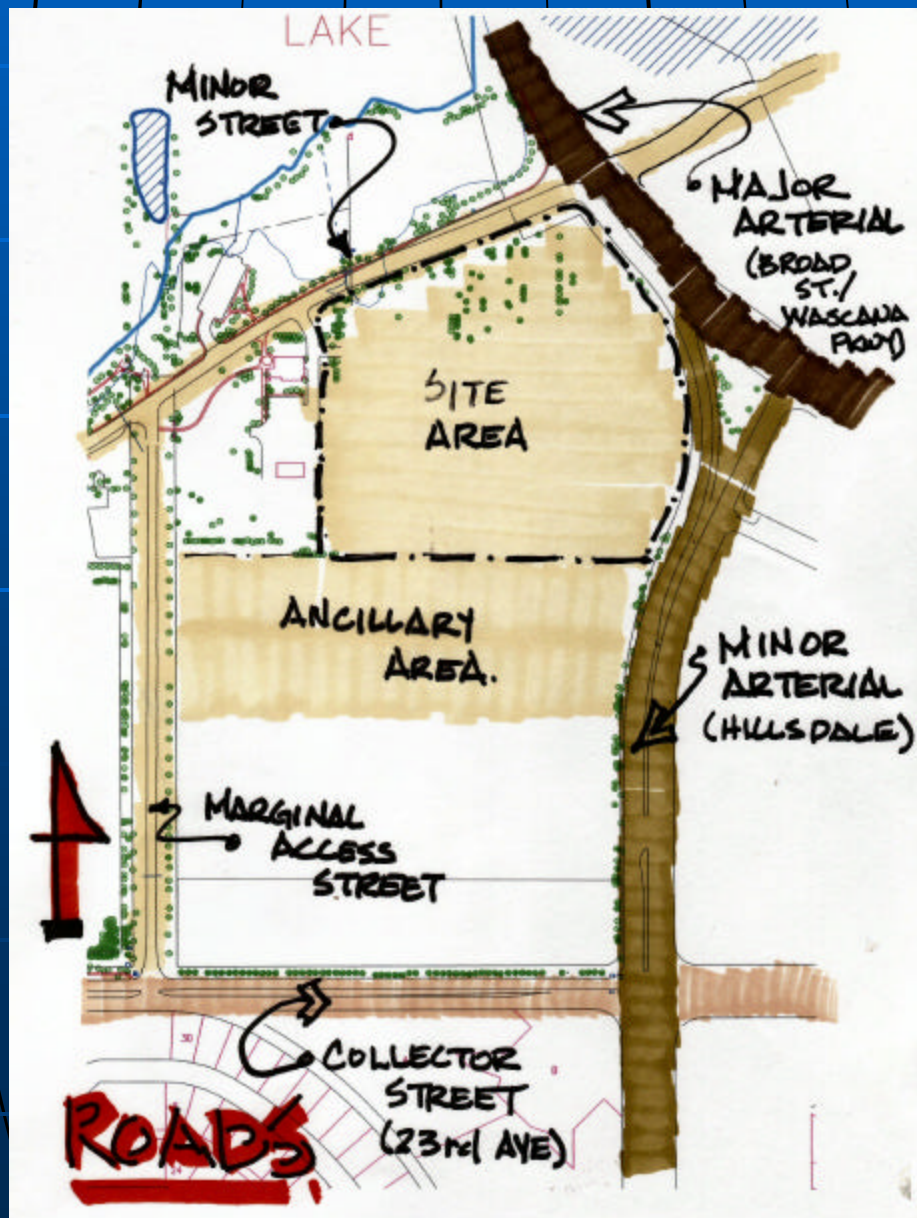 LAKE
MINOR
STREET
MAJOR
ARTERIAL
(BROAD
ST./
WASCANA
PKWY)
SITE
AREA
ANCILLARY
AREA.
MINOR
ARTERIAL
(HILLSDALE)
MARGINAL
ACCESS
STREET
COLLECTOR
STREET
(23rd AVE)
30
ROADS